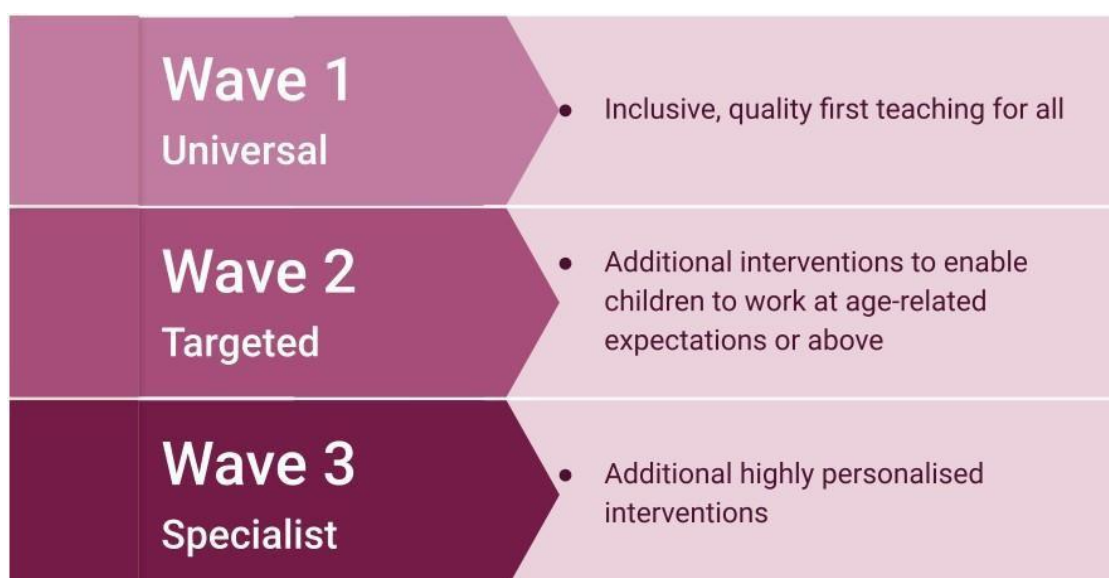 Wave 1
Universal
● Inclusive, quality first teaching for all
Wave 2
Targeted
● Additional interventions to enable
children to work at age-related
expectations or above
Wave 3
Specialist
● Additional highly personalised
interventions